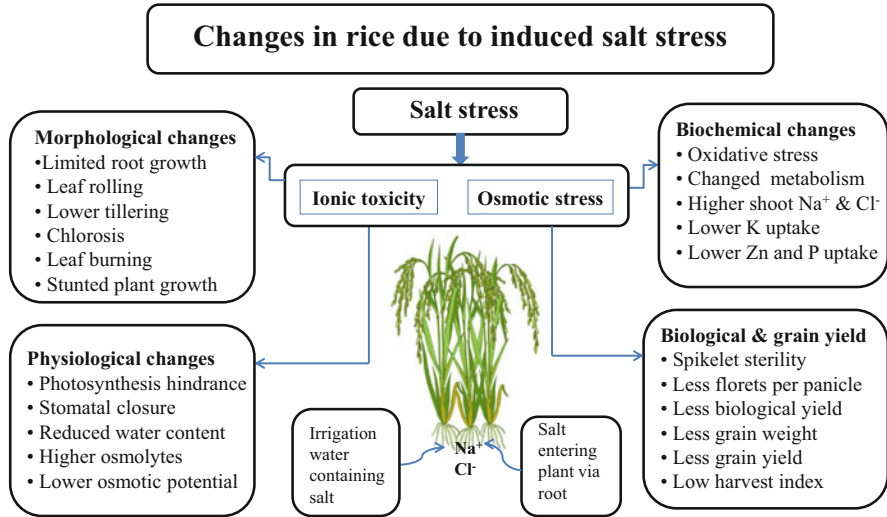 Changes in rice due to induced salt stress
Salt stress
Ionic toxicity
Osmotic stress
Morphological changes
•Limited root growth
• Leaf rolling
• Lower tillering
• Chlorosis
• Leaf burning
• Stunted plant growth
Biochemical changes
• Oxidative stress
• Changed metabolism
• Higher shoot Na⁺ & Cl⁻
• Lower K uptake
• Lower Zn and P uptake
Physiological changes
• Photosynthesis hindrance
• Stomatal closure
• Reduced water content
• Higher osmolytes
• Lower osmotic potential
Biological & grain yield
• Spikelet sterility
• Less florets per panicle
• Less biological yield
• Less grain weight
• Less grain yield
• Low harvest index
Irrigation
water
containing
salt
Na⁺
Cl⁻
Salt
entering
plant via
root